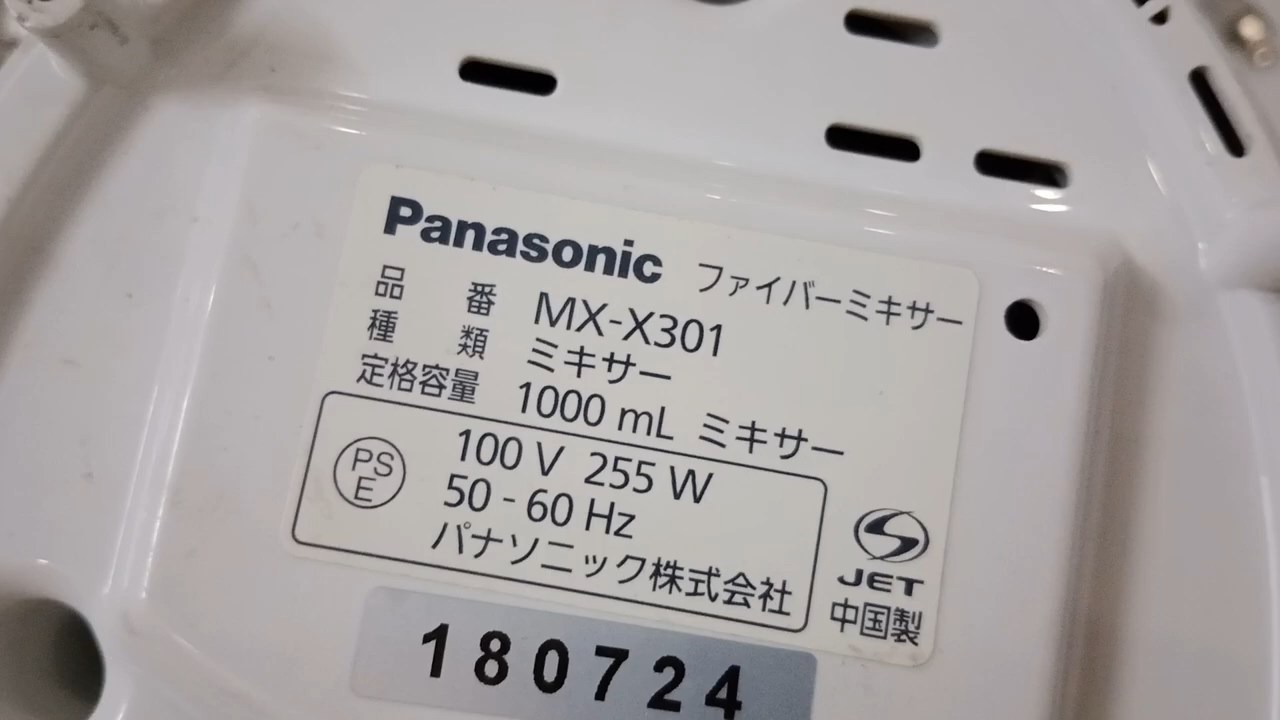 Panasonic ファイバーミキサー
品番 MX-X301
種類 ミキサー
定格容量 1000 mL ミキサー
PS
E
100 V 255 W
50 - 60 Hz
パナソニック株式会社
JET
中国製
180724